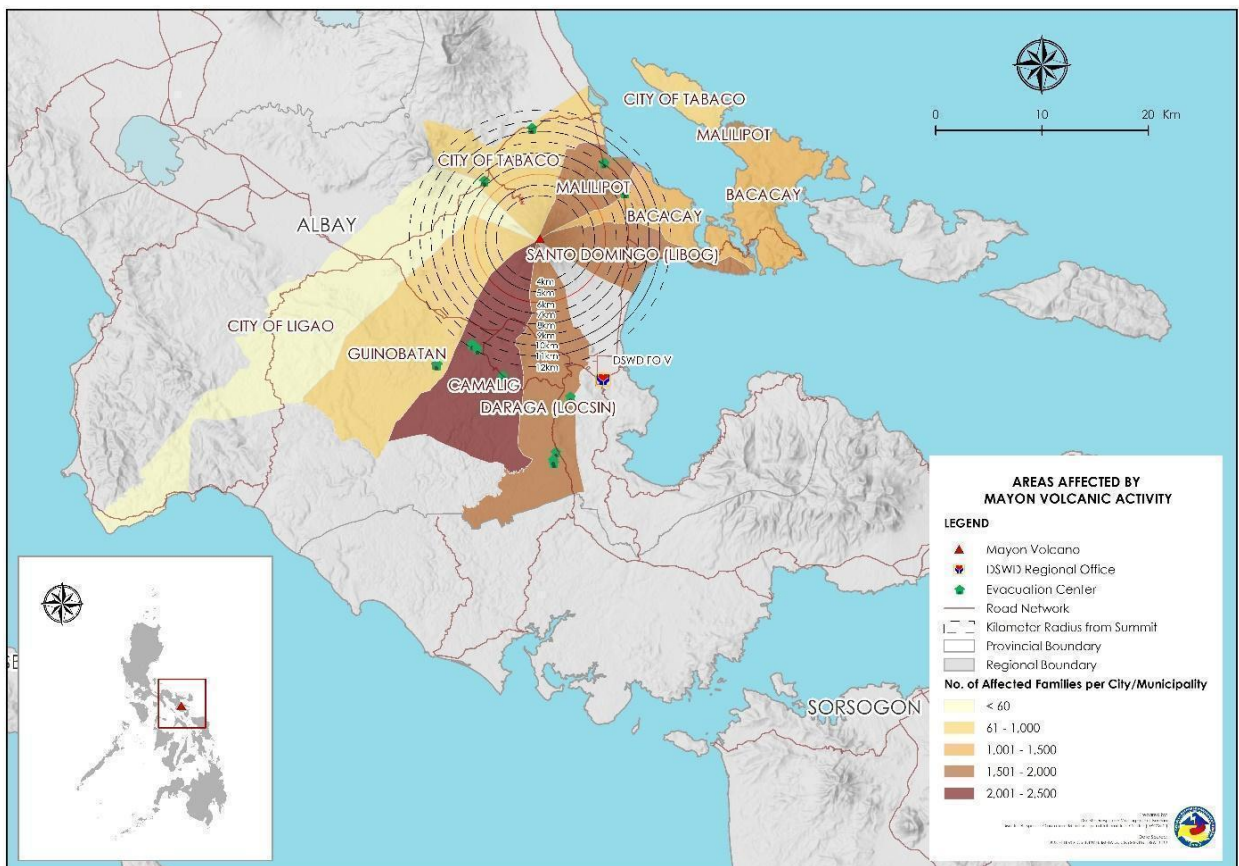 CITY OF TABACO
0 10 20 Km
MALILIPOT
CITY OF TABACO
MALILIPOT
BACACAY
BACACAY
ALBAY
SANTO DOMINGO (LIBOG)
4km
5km
6km
7km
8km
9km
10km
11km
12km
CITY OF LIGAO
GUINOBATAN
DSWD FO V
CAMALIG
DARAGA (LOCSIN)
SORSOGON
AREAS AFFECTED BY
MAYON VOLCANIC ACTIVITY
LEGEND
Mayon Volcano
DSWD Regional Office
Evacuation Center
Road Network
Kilometer Radius from Summit
Provincial Boundary
Regional Boundary
No. of Affected Families per City/Municipality
< 60
61 - 1,000
1,001 - 1,500
1,501 - 2,000
2,001 - 2,500